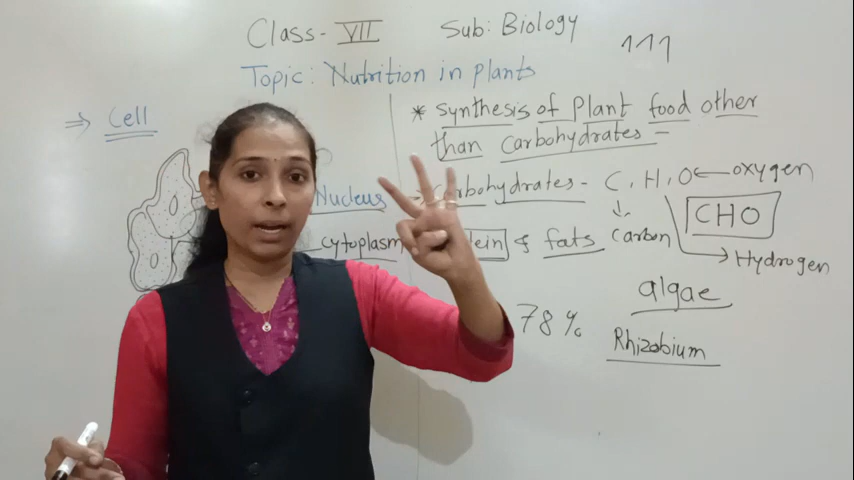 Class- VII Sub: Biology
Topic: Nutrition in plants
⇒ Cell
Nucleus
cytoplasm
* Synthesis of Plant food other
than Carbohydrates -
Carbohydrates - C, H, O ← oxygen
& fats Carbon
CHO
Hydrogen
algae
78 %
Rhizobium